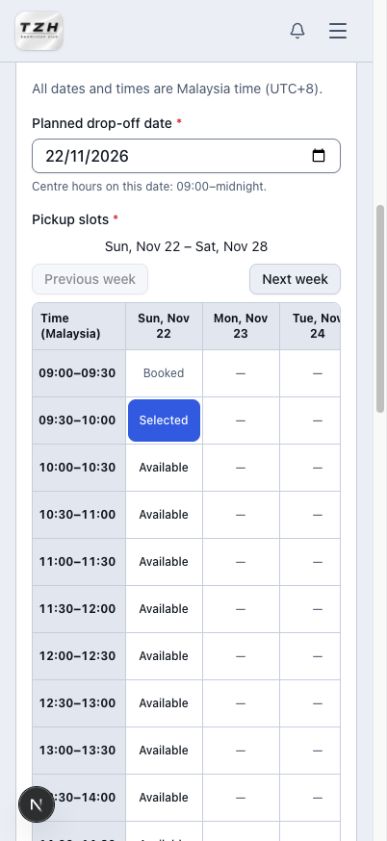 TZH
All dates and times are Malaysia time (UTC+8).
Planned drop-off date *
22/11/2026
Centre hours on this date: 09:00–midnight.
Pickup slots *
Sun, Nov 22 – Sat, Nov 28
Previous week Next week
Time (Malaysia) Sun, Nov 22 Mon, Nov 23 Tue, Nov 24
09:00–09:30 Booked — —
09:30–10:00 Selected — —
10:00–10:30 Available — —
10:30–11:00 Available — —
11:00–11:30 Available — —
11:30–12:00 Available — —
12:00–12:30 Available — —
12:30–13:00 Available — —
13:00–13:30 Available — —
:30–14:00 Available — —
N